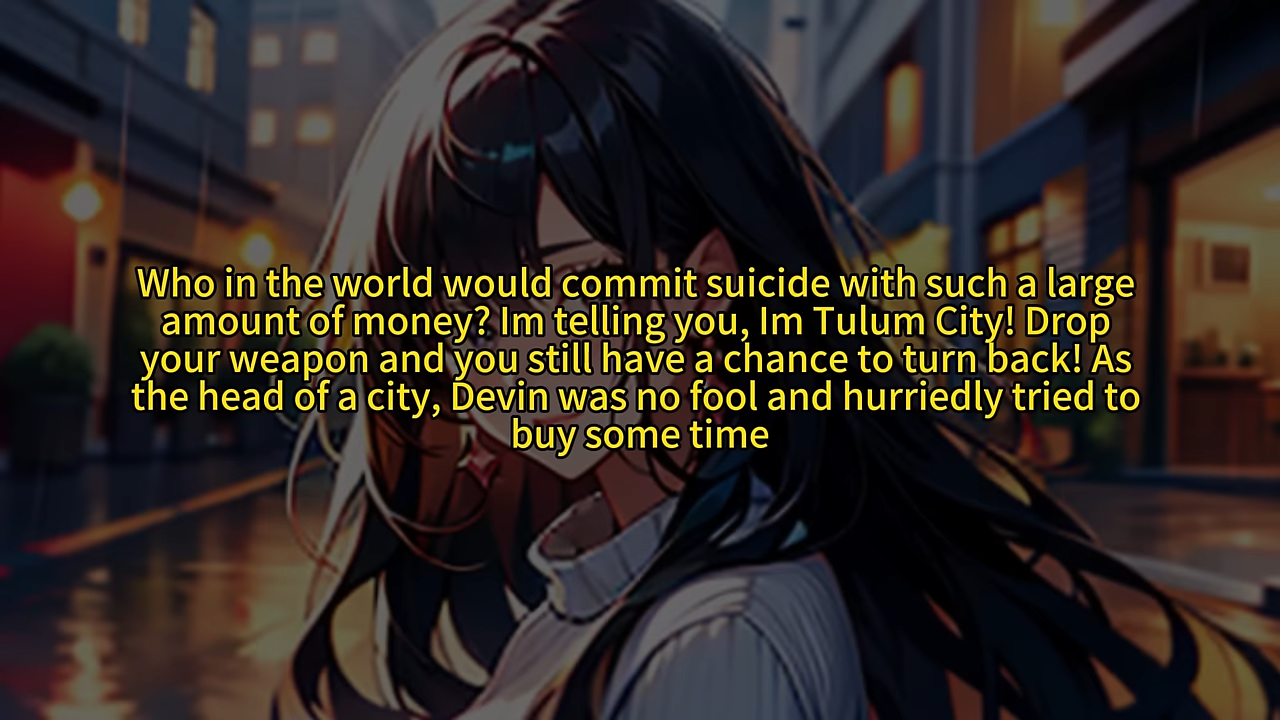 Who in the world would commit suicide with such a large
amount of money? Im telling you, Im Tulum City! Drop
your weapon and you still have a chance to turn back! As
the head of a city, Devin was no fool and hurriedly tried to
buy some time